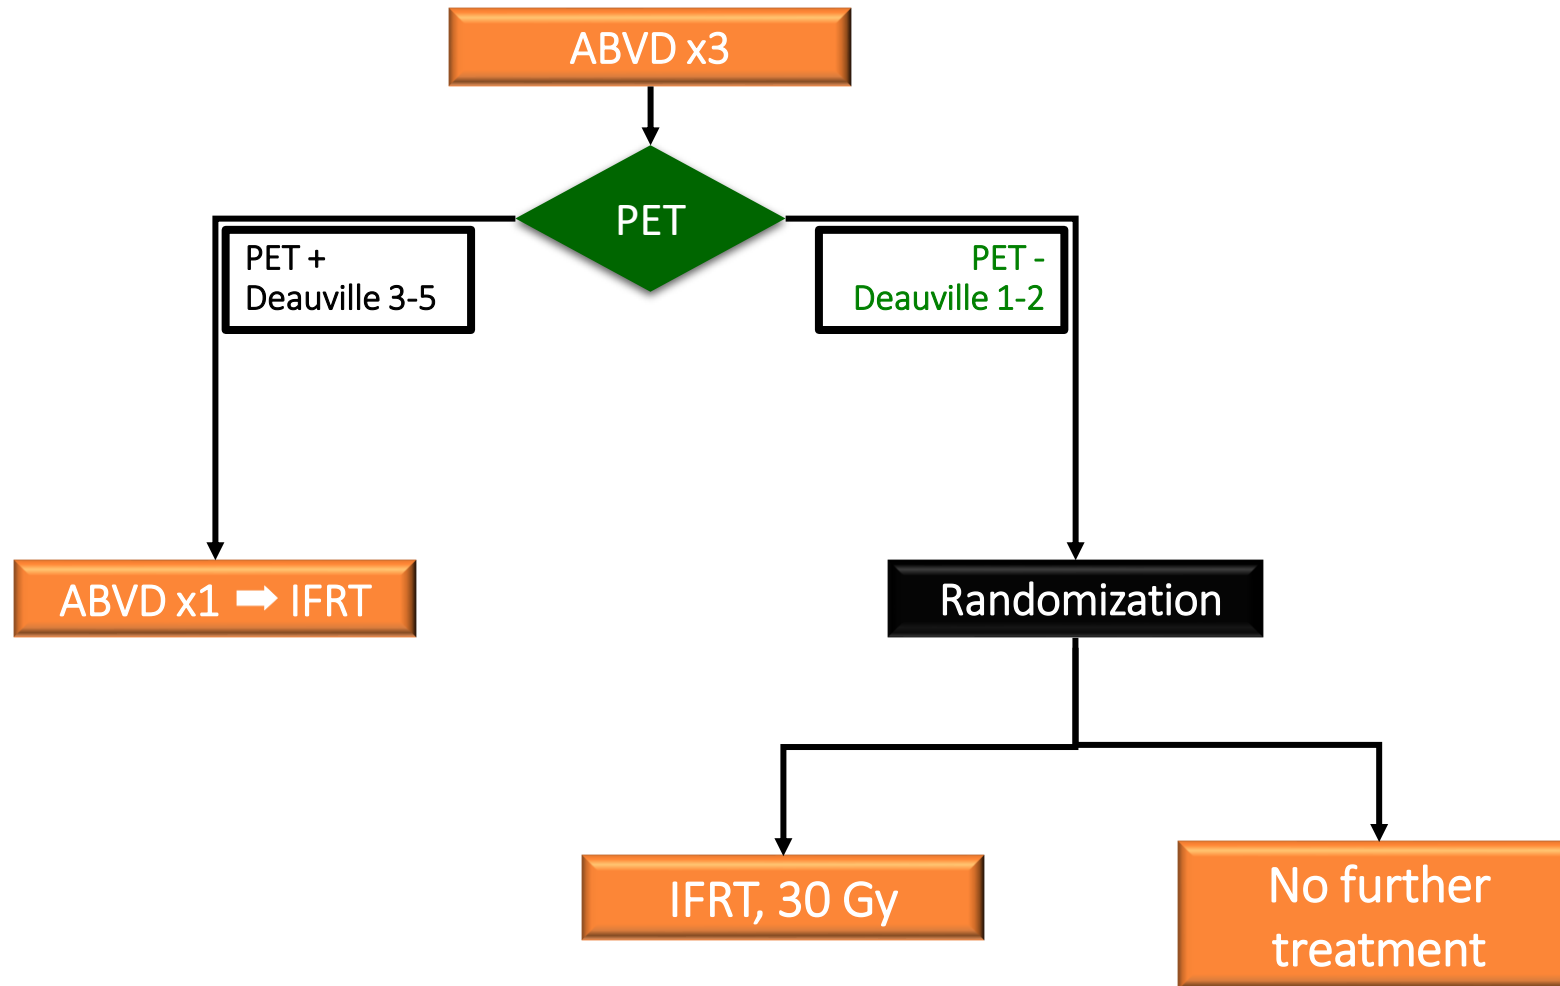 ABVD x3
PET
PET +
Deauville 3-5
PET -
Deauville 1-2
ABVD x1 ➡ IFRT
Randomization
IFRT, 30 Gy
No further
treatment